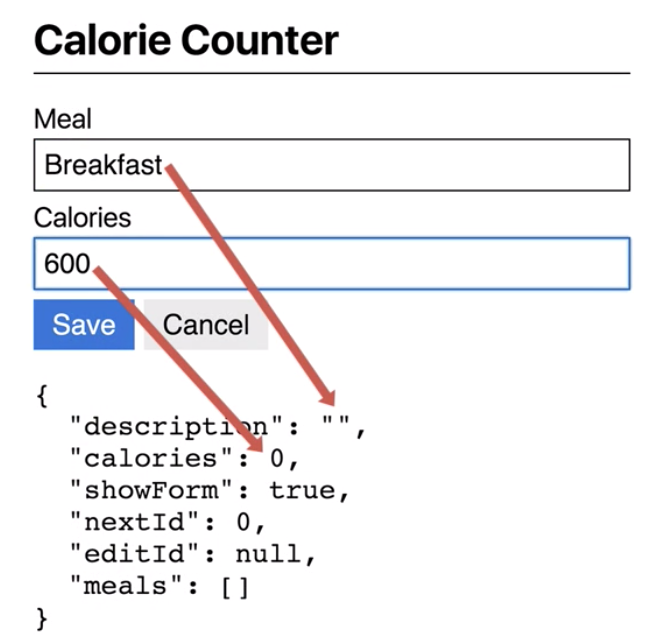 Calorie Counter
Meal
Breakfast
Calories
600
Save Cancel
{
"description": "",
"calories": 0,
"showForm": true,
"nextId": 0,
"editId": null,
"meals": []
}